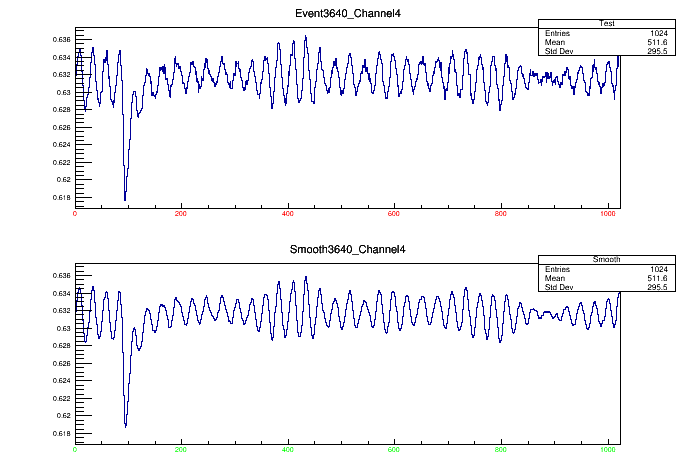 Event3640_Channel4
Test
Entries 1024
Mean 511.6
Std Dev 295.5
0.636
0.634
0.632
0.63
0.628
0.626
0.624
0.622
0.62
0.618
0 200 400 600 800 1000
Smooth3640_Channel4
Smooth
Entries 1024
Mean 511.6
Std Dev 295.5
0.636
0.634
0.632
0.63
0.628
0.626
0.624
0.622
0.62
0.618
0 200 400 600 800 1000